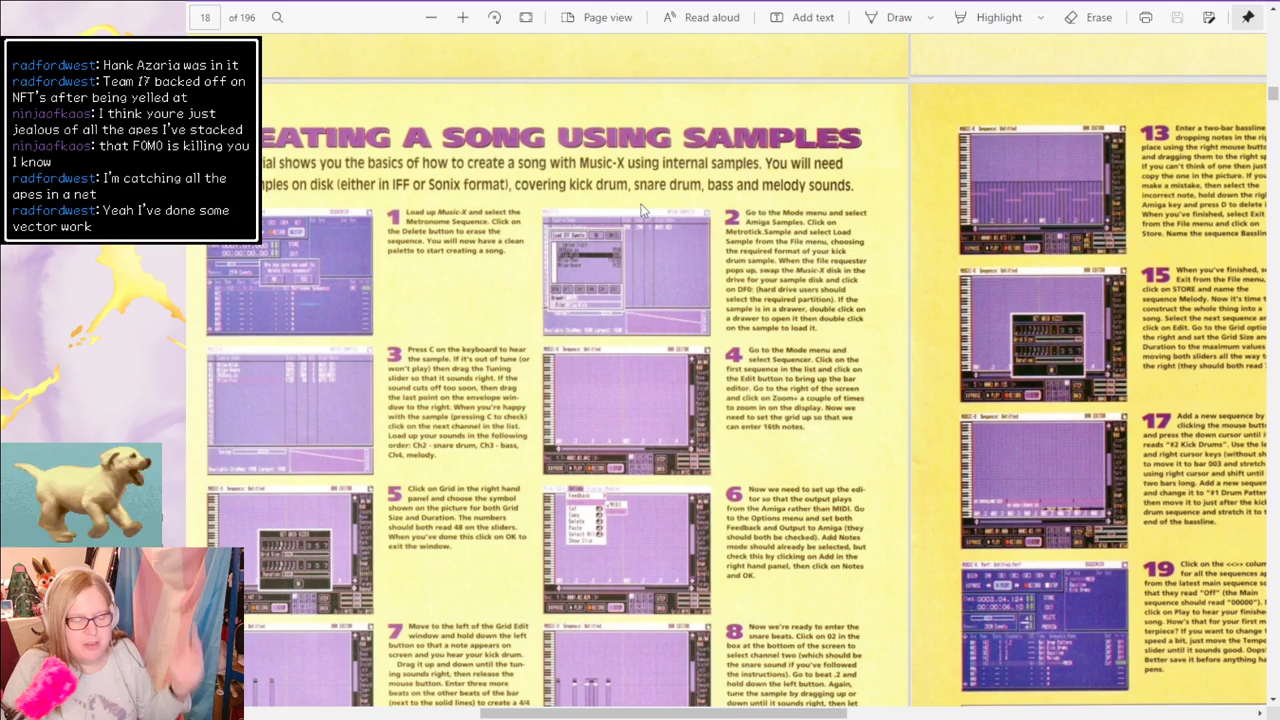 18
of 196
Page view
Read aloud
Add text
Draw
Highlight
Erase
radfordwest: Hank Azaria was in it
radfordwest: Team 17 backed off on
NFT's after being yelled at
ninjaofkaos: I think youre just
jealous of all the apes I've stacked
ninjaofkaos: that FOMO is killing you
I know
radfordwest: I'm catching all the
apes in a net
radfordwest: Yeah I've done some
vector work
EATING A SONG USING SAMPLES
ial shows you the basics of how to create a song with Music-X using internal samples. You will need
ples on disk (either in IFF or Sonix format), covering kick drum, snare drum, bass and melody sounds.
1 Load up Music-X and select the
Metronome Sequence. Click on
the Delete button to erase the
sequence. You will now have a clean
palette to start creating a song.
2 Go to the Mode menu and select
Amiga Samples. Click on
Metrotick.Sample and select Load
Sample from the File menu, choosing
the required format of your kick
drum sample. When the file requester
pops up, swap the Music-X disk in the
drive for your sample disk and
click on DF0: (hard drive users should
select the required partition). If the
sample is in a drawer, double click on
a drawer to open it then double click
on the sample to load it.
3 Press C on the keyboard to hear
the sample. If it's out of tune (or
won't play) then drag the Tuning
slider so that it sounds right. If the
sound cuts off too soon, then drag
the last point on the envelope win-
dow to the right. When you're happy
with the sample (pressing C to check)
click on the next channel in the list.
Load up your sounds in the following
order: Ch2 - snare drum, Ch3 - bass,
Ch4, melody.
4 Go to the Mode menu and
select Sequencer. Click on the
first sequence in the list and click on
the Edit button to bring up the bar
editor. Go to the right of the screen
and click on Zoom+ a couple of times
to zoom in on the display. Now we
need to set the grid up so that we
can enter 16th notes.
5 Click on Grid in the right hand
panel and choose the symbol
shown on the picture for both Grid
Size and Duration. The numbers
should both read 48 on the sliders.
When you've done this click on OK to
exit the window.
6 Now we need to set up the edi-
tor so that the output plays
from the Amiga rather than MIDI. Go
to the Options menu and set both
Feedback and Output to Amiga (they
should both be checked). Add Notes
mode should already be selected, but
check this by clicking on Add in the
right hand panel, then click on Notes
and OK.
7 Move to the left of the Grid Edit
window and hold down the left
button so that a note appears on
screen and you hear your kick drum.
Drag it up and down until the tun-
ing sounds right, then release the
mouse button. Enter three more
beats on the other beats of the bar
(next to the solid lines) to create a 4/4
8 Now we're ready to enter the
snare beats. Click on 02 in the
box at the bottom of the screen to
select channel two (which should be
the snare sound if you've followed
the instructions). Go to beat .2 and
hold down the left button. Again,
tune the sample by dragging up or
down until it sounds right, then let
13 Enter a two-bar bassline
dropping notes in the rig
place using the right mouse butto
and dragging them to the right sp
If you can't think of one then just
copy the one in the picture. If you
make a mistake, then select the
incorrect note, hold down the righ
Amiga key and press D to delete i
When you've finished, select Exit
from the File menu, then click on
Store. Name the sequence Basslin
15 When you've finished, se
Exit from the File menu,
click on STORE and name the
sequence Melody. Now it's time t
construct the whole thing into a
song. Select the next sequence ar
click on Edit. Go to the Grid optio
the right and set the Grid Size an
Duration to the maximum values
moving both sliders all the way t
the right (they should both read
17 Add a new sequence by
clicking the mouse butto
and press the down cursor until i
reads "#2 Kick Drums". Use the l
and right cursor keys (without sh
to move it to bar 003 and stretch
using right cursor and shift until
two bars long. Add a new sequen
and change it to "#1 Drum Patter
then move it to just after the kick
drum sequence and stretch it to t
end of the bassline.
19 Click on the <<>> colum
for all the sequences ap
from the latest main sequence so
that they read "Off" (the Main
sequence should read "00000"). I
click on Play to hear your finishe
song. How's that for your first m
terpiece? If you want to change t
speed a bit, just move the Tempo
slider until it sounds good. Oops!
Better save it before anything ha
pens.